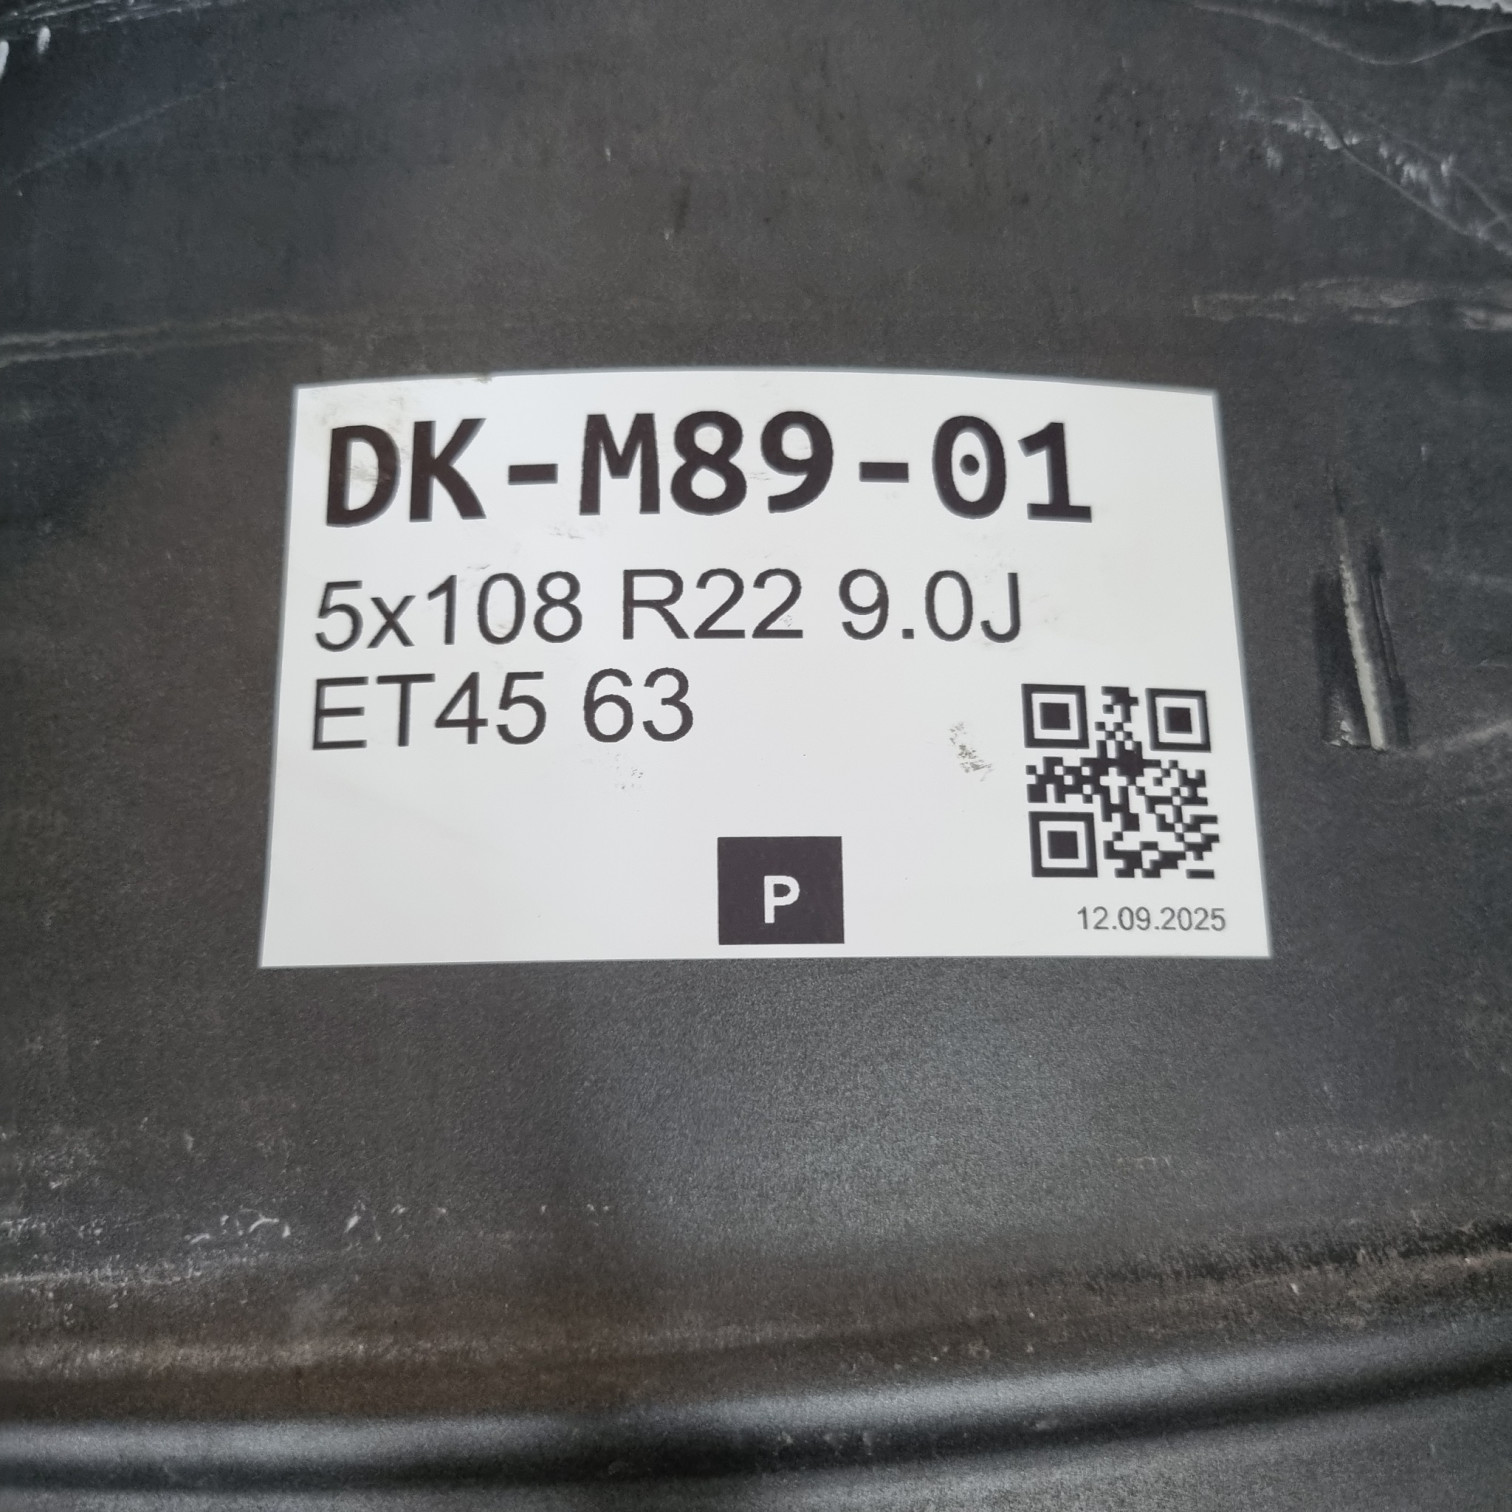 DK-M89-01
5x108 R22 9.0J
ET45 63
P
12.09.2025